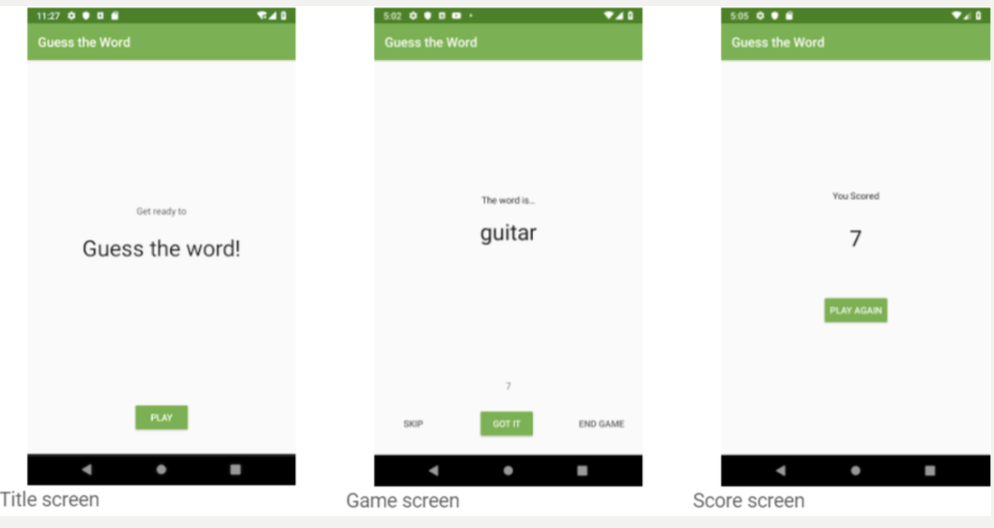 11:27
Guess the Word
Get ready to
Guess the word!
PLAY
Title screen
5:02
Guess the Word
The word is...
guitar
7
SKIP
GOT IT
END GAME
Game screen
5:05
Guess the Word
You Scored
7
PLAY AGAIN
Score screen